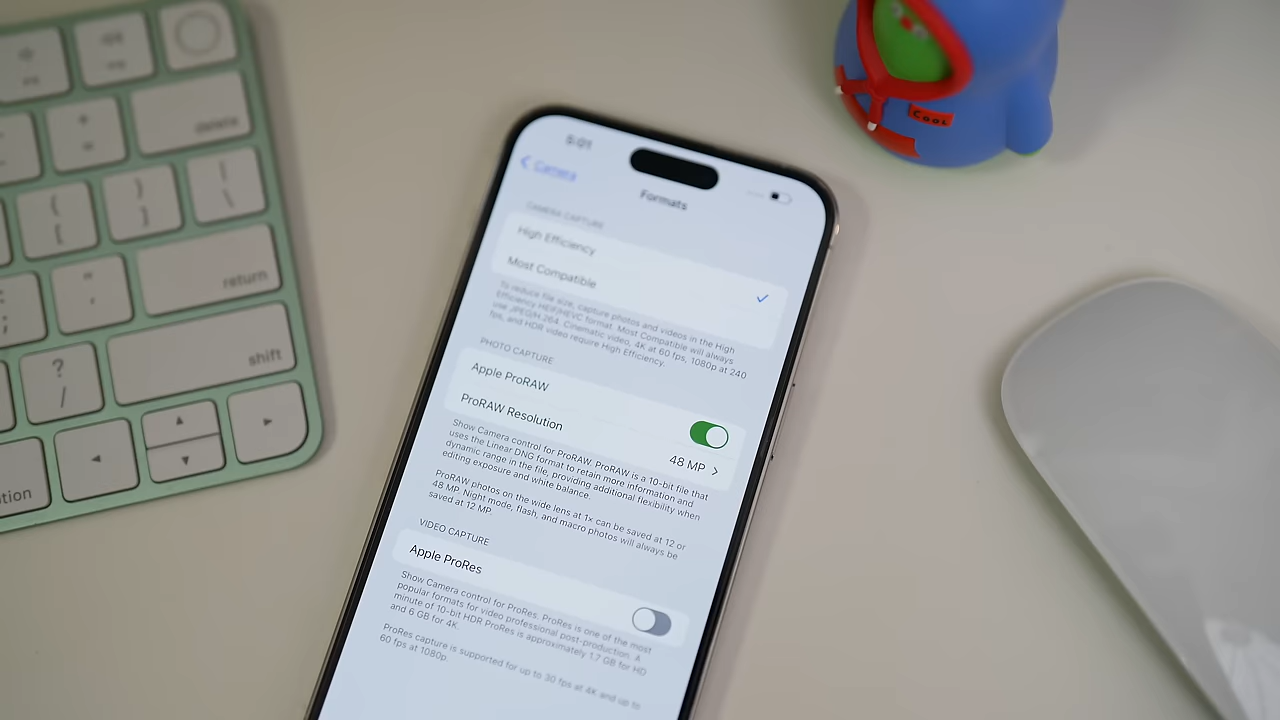 5:01
Camera
Formats
CAMERA CAPTURE
High Efficiency
Most Compatible
To reduce file size, capture photos and videos in the High
Efficiency HEIF/HEVC format. Most Compatible will always
use JPEG/H.264. Cinematic video, 4K at 60 fps, 1080p at 240
fps, and HDR video require High Efficiency.
PHOTO CAPTURE
Apple ProRAW
ProRAW Resolution
48 MP
Show Camera control for ProRAW. ProRAW is a 10-bit file that
uses the Linear DNG format to retain more information and
dynamic range in the file, providing additional flexibility when
editing exposure and white balance.
ProRAW photos on the wide lens at 1x can be saved at 12 or
48 MP. Night mode, flash, and macro photos will always be
saved at 12 MP.
VIDEO CAPTURE
Apple ProRes
Show Camera control for ProRes. ProRes is one of the most
popular formats for video professional post-production. A
minute of 10-bit HDR ProRes is approximately 1.7 GB for HD
and 6 GB for 4K.
ProRes capture is supported for up to 30 fps at 4K and up to
60 fps at 1080p.
delete
+
=
{
[
}
]
|
\
return
"
'
;
shift
?
/
tion
COOL